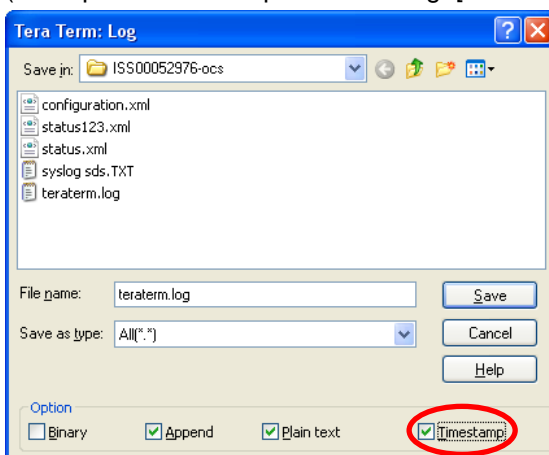 Tera Term: Log
Save in: ISS00052976-ocs
configuration.xml
status123.xml
status.xml
syslog sds.TXT
teraterm.log
File name: teraterm.log Save
Save as type: All(*.*) Cancel
Help
Option
Binary Append Plain text Timestamp